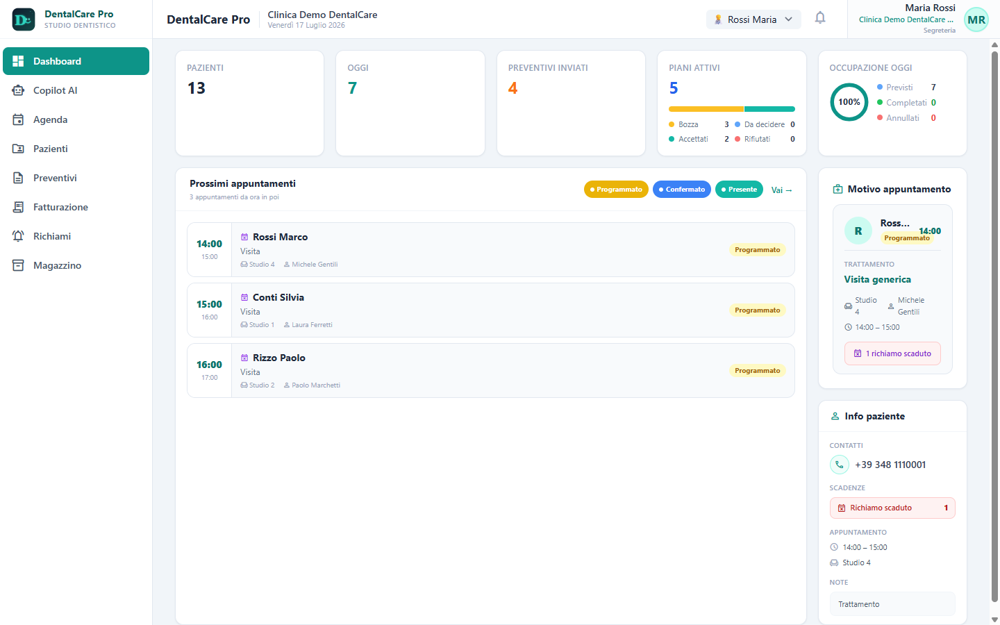 DentalCare Pro
STUDIO DENTISTICO
Dashboard
Copilot AI
Agenda
Pazienti
Preventivi
Fatturazione
Richiami
Magazzino
DentalCare Pro
Clinica Demo DentalCare
Venerdì 17 Luglio 2026
Rossi Maria
Maria Rossi
Clinica Demo DentalCare ...
Segreteria
MR
PAZIENTI
13
OGGI
7
PREVENTIVI INVIATI
4
PIANI ATTIVI
5
Bozza 3
Da decidere 0
Accettati 2
Rifiutati 0
OCCUPAZIONE OGGI
100%
Previsti 7
Completati 0
Annullati 0
Prossimi appuntamenti
3 appuntamenti da ora in poi
Programmato
Confermato
Presente
Vai →
14:00
15:00
Rossi Marco
Visita
Studio 4 Michele Gentili
Programmato
15:00
16:00
Conti Silvia
Visita
Studio 1 Laura Ferretti
Programmato
16:00
17:00
Rizzo Paolo
Visita
Studio 2 Paolo Marchetti
Programmato
Motivo appuntamento
R
Ross...
14:00
Programmato
TRATTAMENTO
Visita generica
Studio 4
Michele Gentili
14:00 – 15:00
1 richiamo scaduto
Info paziente
CONTATTI
+39 348 1110001
SCADENZE
Richiamo scaduto 1
APPUNTAMENTO
14:00 – 15:00
Studio 4
NOTE
Trattamento